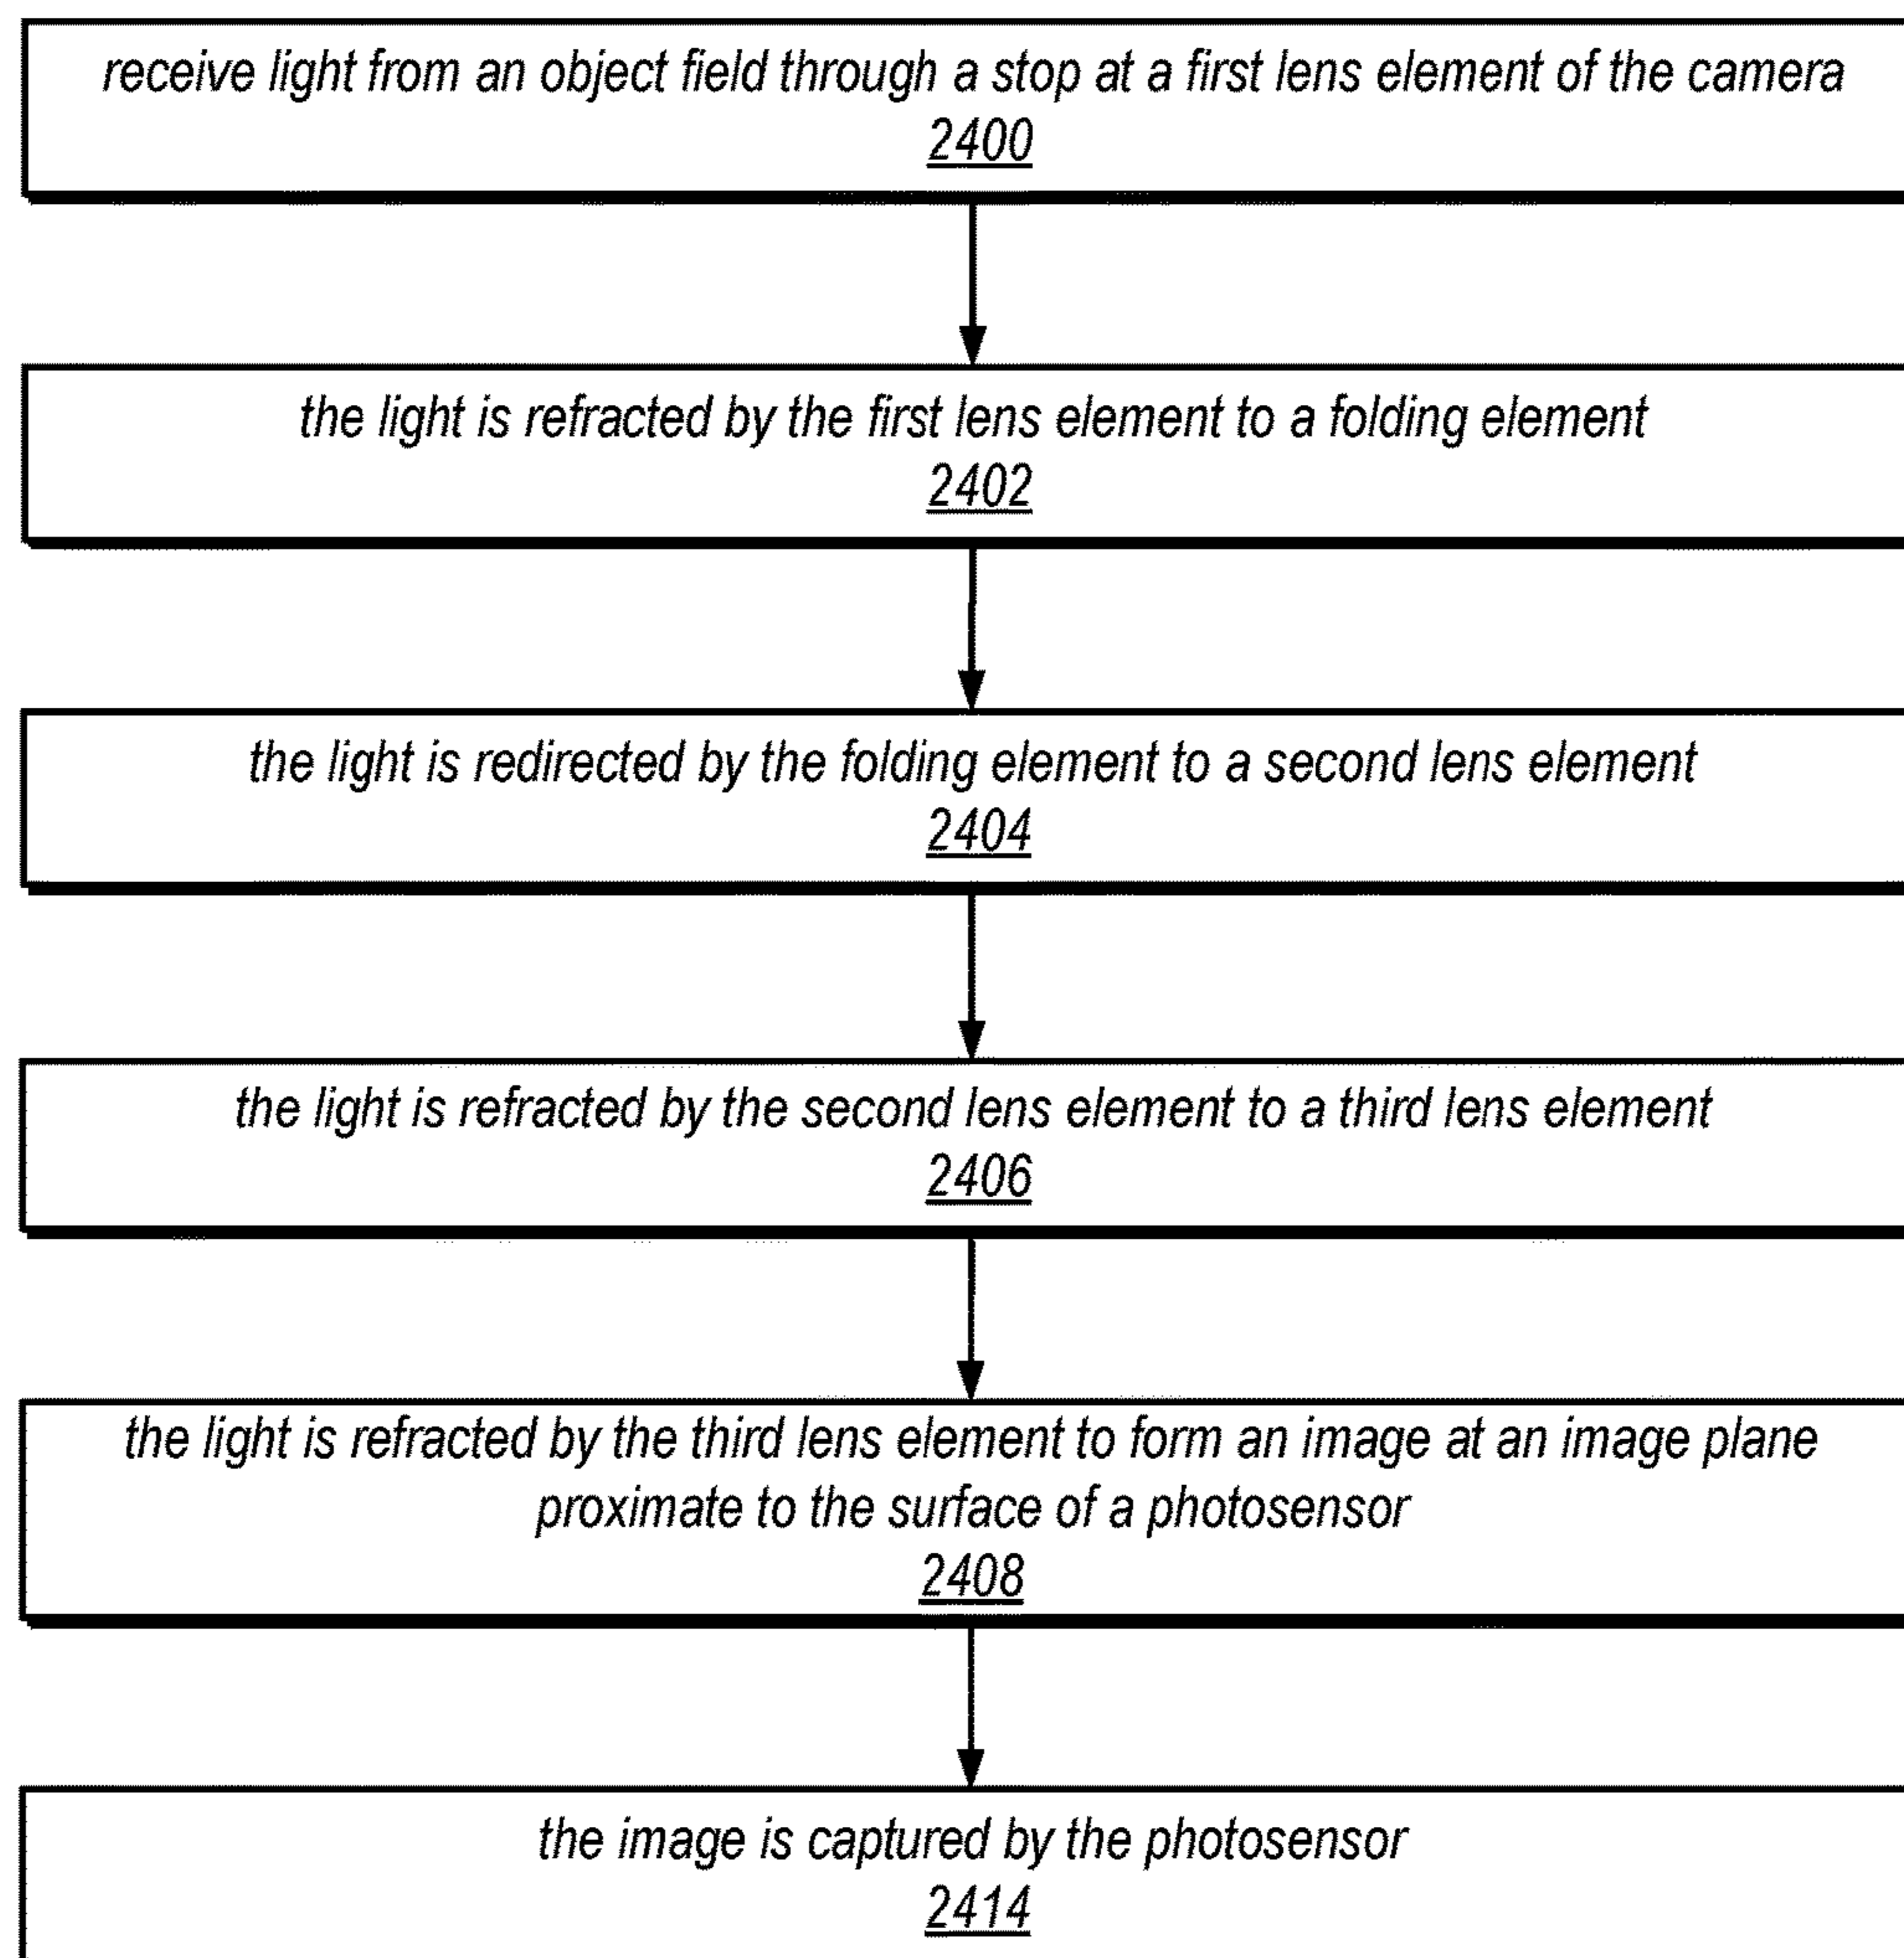 receive light from an object field through a stop at a first lens element of the camera
2400
the light is refracted by the first lens element to a folding element
2402
the light is redirected by the folding element to a second lens element
2404
the light is refracted by the second lens element to a third lens element
2406
the light is refracted by the third lens element to form an image at an image plane
proximate to the surface of a photosensor
2408
the image is captured by the photosensor
2414